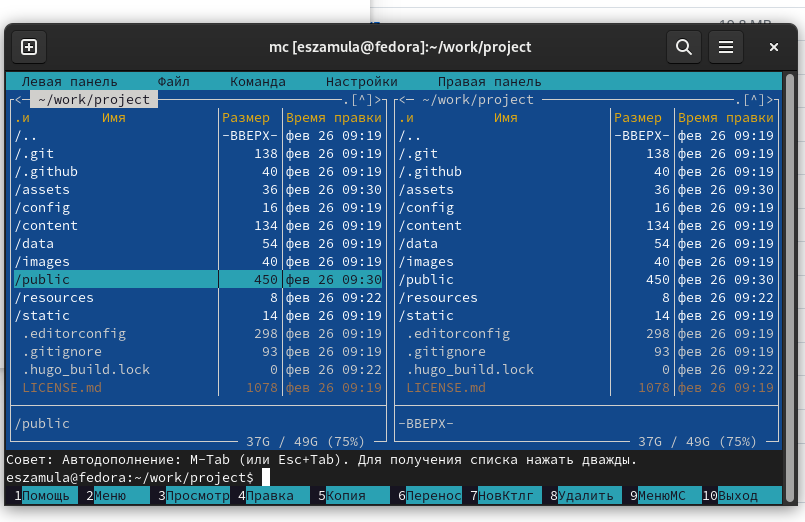 mc [eszamula@fedora]:~/work/project
Левая панель Файл Команда Настройки Правая панель
<─ ~/work/project ─.[^]> <─ ~/work/project ─.[^]>
.и Имя Размер Время правки .и Имя Размер Время правки
/.. -ВВЕРХ- фев 26 09:19 /.. -ВВЕРХ- фев 26 09:19
/.git 138 фев 26 09:19 /.git 138 фев 26 09:19
/.github 40 фев 26 09:19 /.github 40 фев 26 09:19
/assets 36 фев 26 09:30 /assets 36 фев 26 09:30
/config 16 фев 26 09:19 /config 16 фев 26 09:19
/content 134 фев 26 09:19 /content 134 фев 26 09:19
/data 54 фев 26 09:19 /data 54 фев 26 09:19
/images 40 фев 26 09:19 /images 40 фев 26 09:19
/public 450 фев 26 09:30 /public 450 фев 26 09:30
/resources 8 фев 26 09:22 /resources 8 фев 26 09:22
/static 14 фев 26 09:19 /static 14 фев 26 09:19
.editorconfig 298 фев 26 09:19 .editorconfig 298 фев 26 09:19
.gitignore 93 фев 26 09:19 .gitignore 93 фев 26 09:19
.hugo_build.lock 0 фев 26 09:22 .hugo_build.lock 0 фев 26 09:22
LICENSE.md 1078 фев 26 09:19 LICENSE.md 1078 фев 26 09:19
/public -ВВЕРХ-
37G / 49G (75%) 37G / 49G (75%)
Совет: Автодополнение: M-Tab (или Esc+Tab). Для получения списка нажать дважды.
eszamula@fedora:~/work/project$
1Помощь 2Меню 3Просмотр 4Правка 5Копия 6Перенос 7НовКтлг 8Удалить 9МенюМС 10Выход